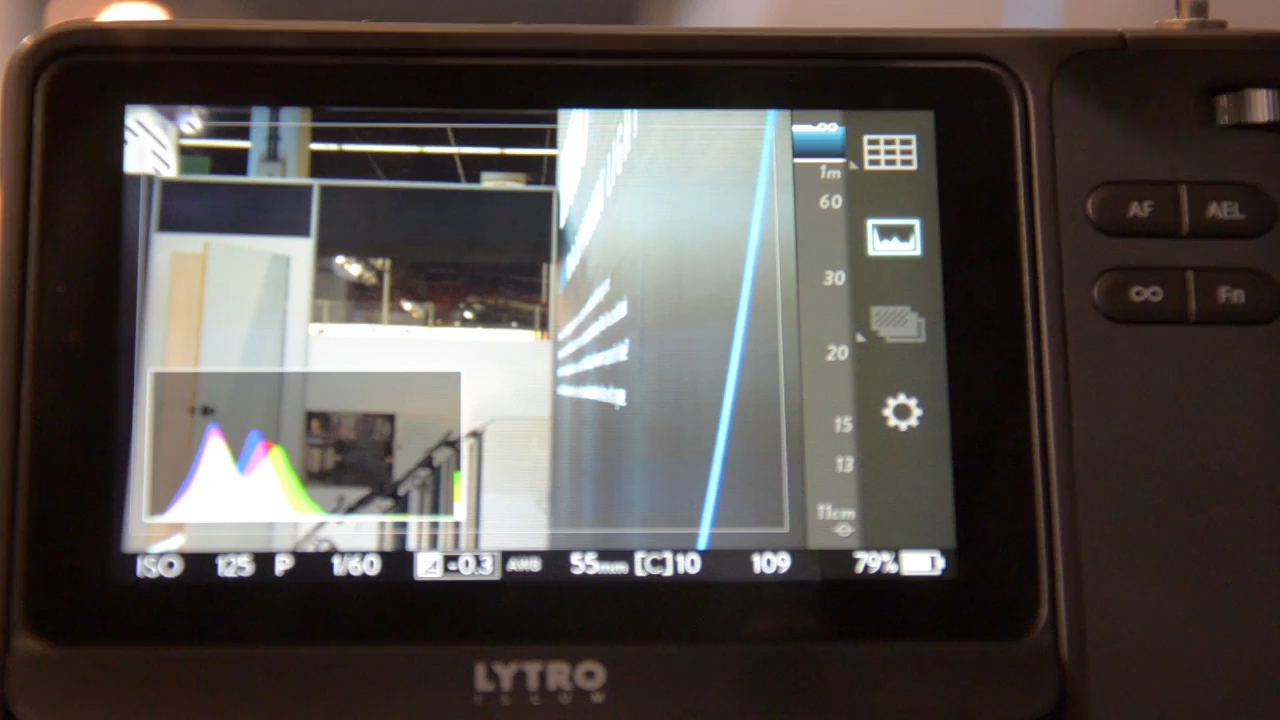 ∞
1m
60
30
20
15
13
11cm
AF AEL
∞ Fn
ISO 125 P 1/60 -0.3 AWB 55mm [C]10 109 79%
LYTRO
ILLUM